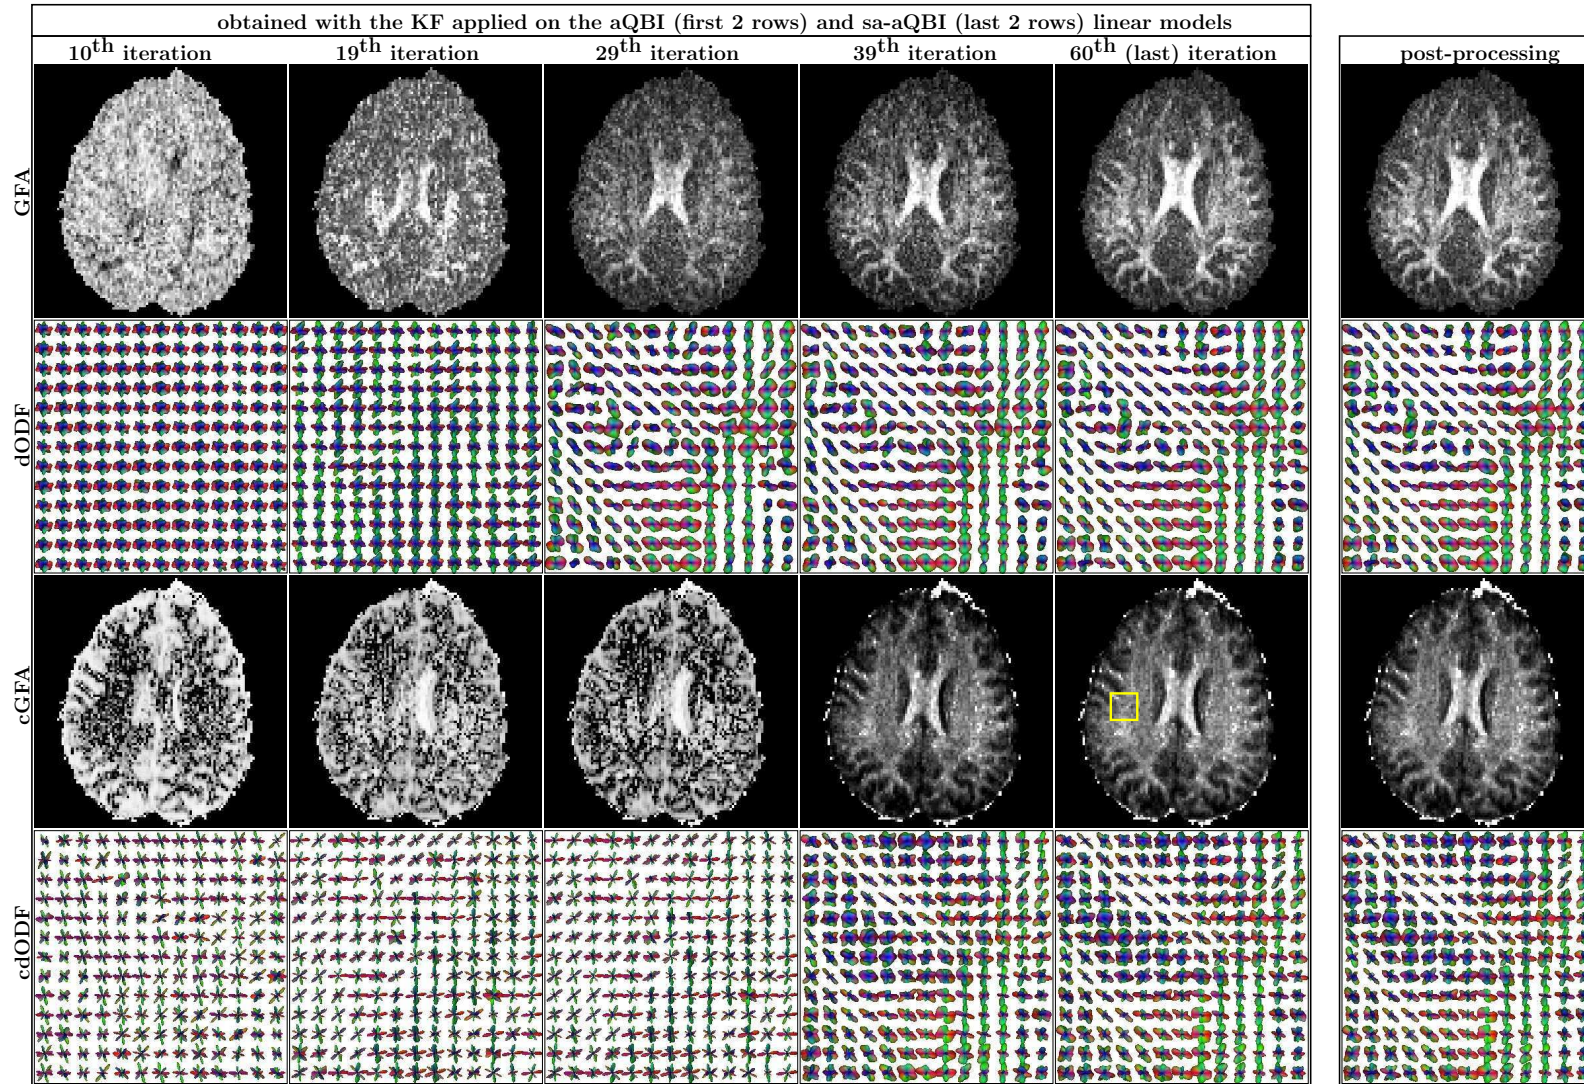 obtained with the KF applied on the aQBI (first 2 rows) and sa-aQBI (last 2 rows) linear models
10th iteration 19th iteration 29th iteration 39th iteration 60th (last) iteration post-processing
GFA
dODF
cGFA
cdODF